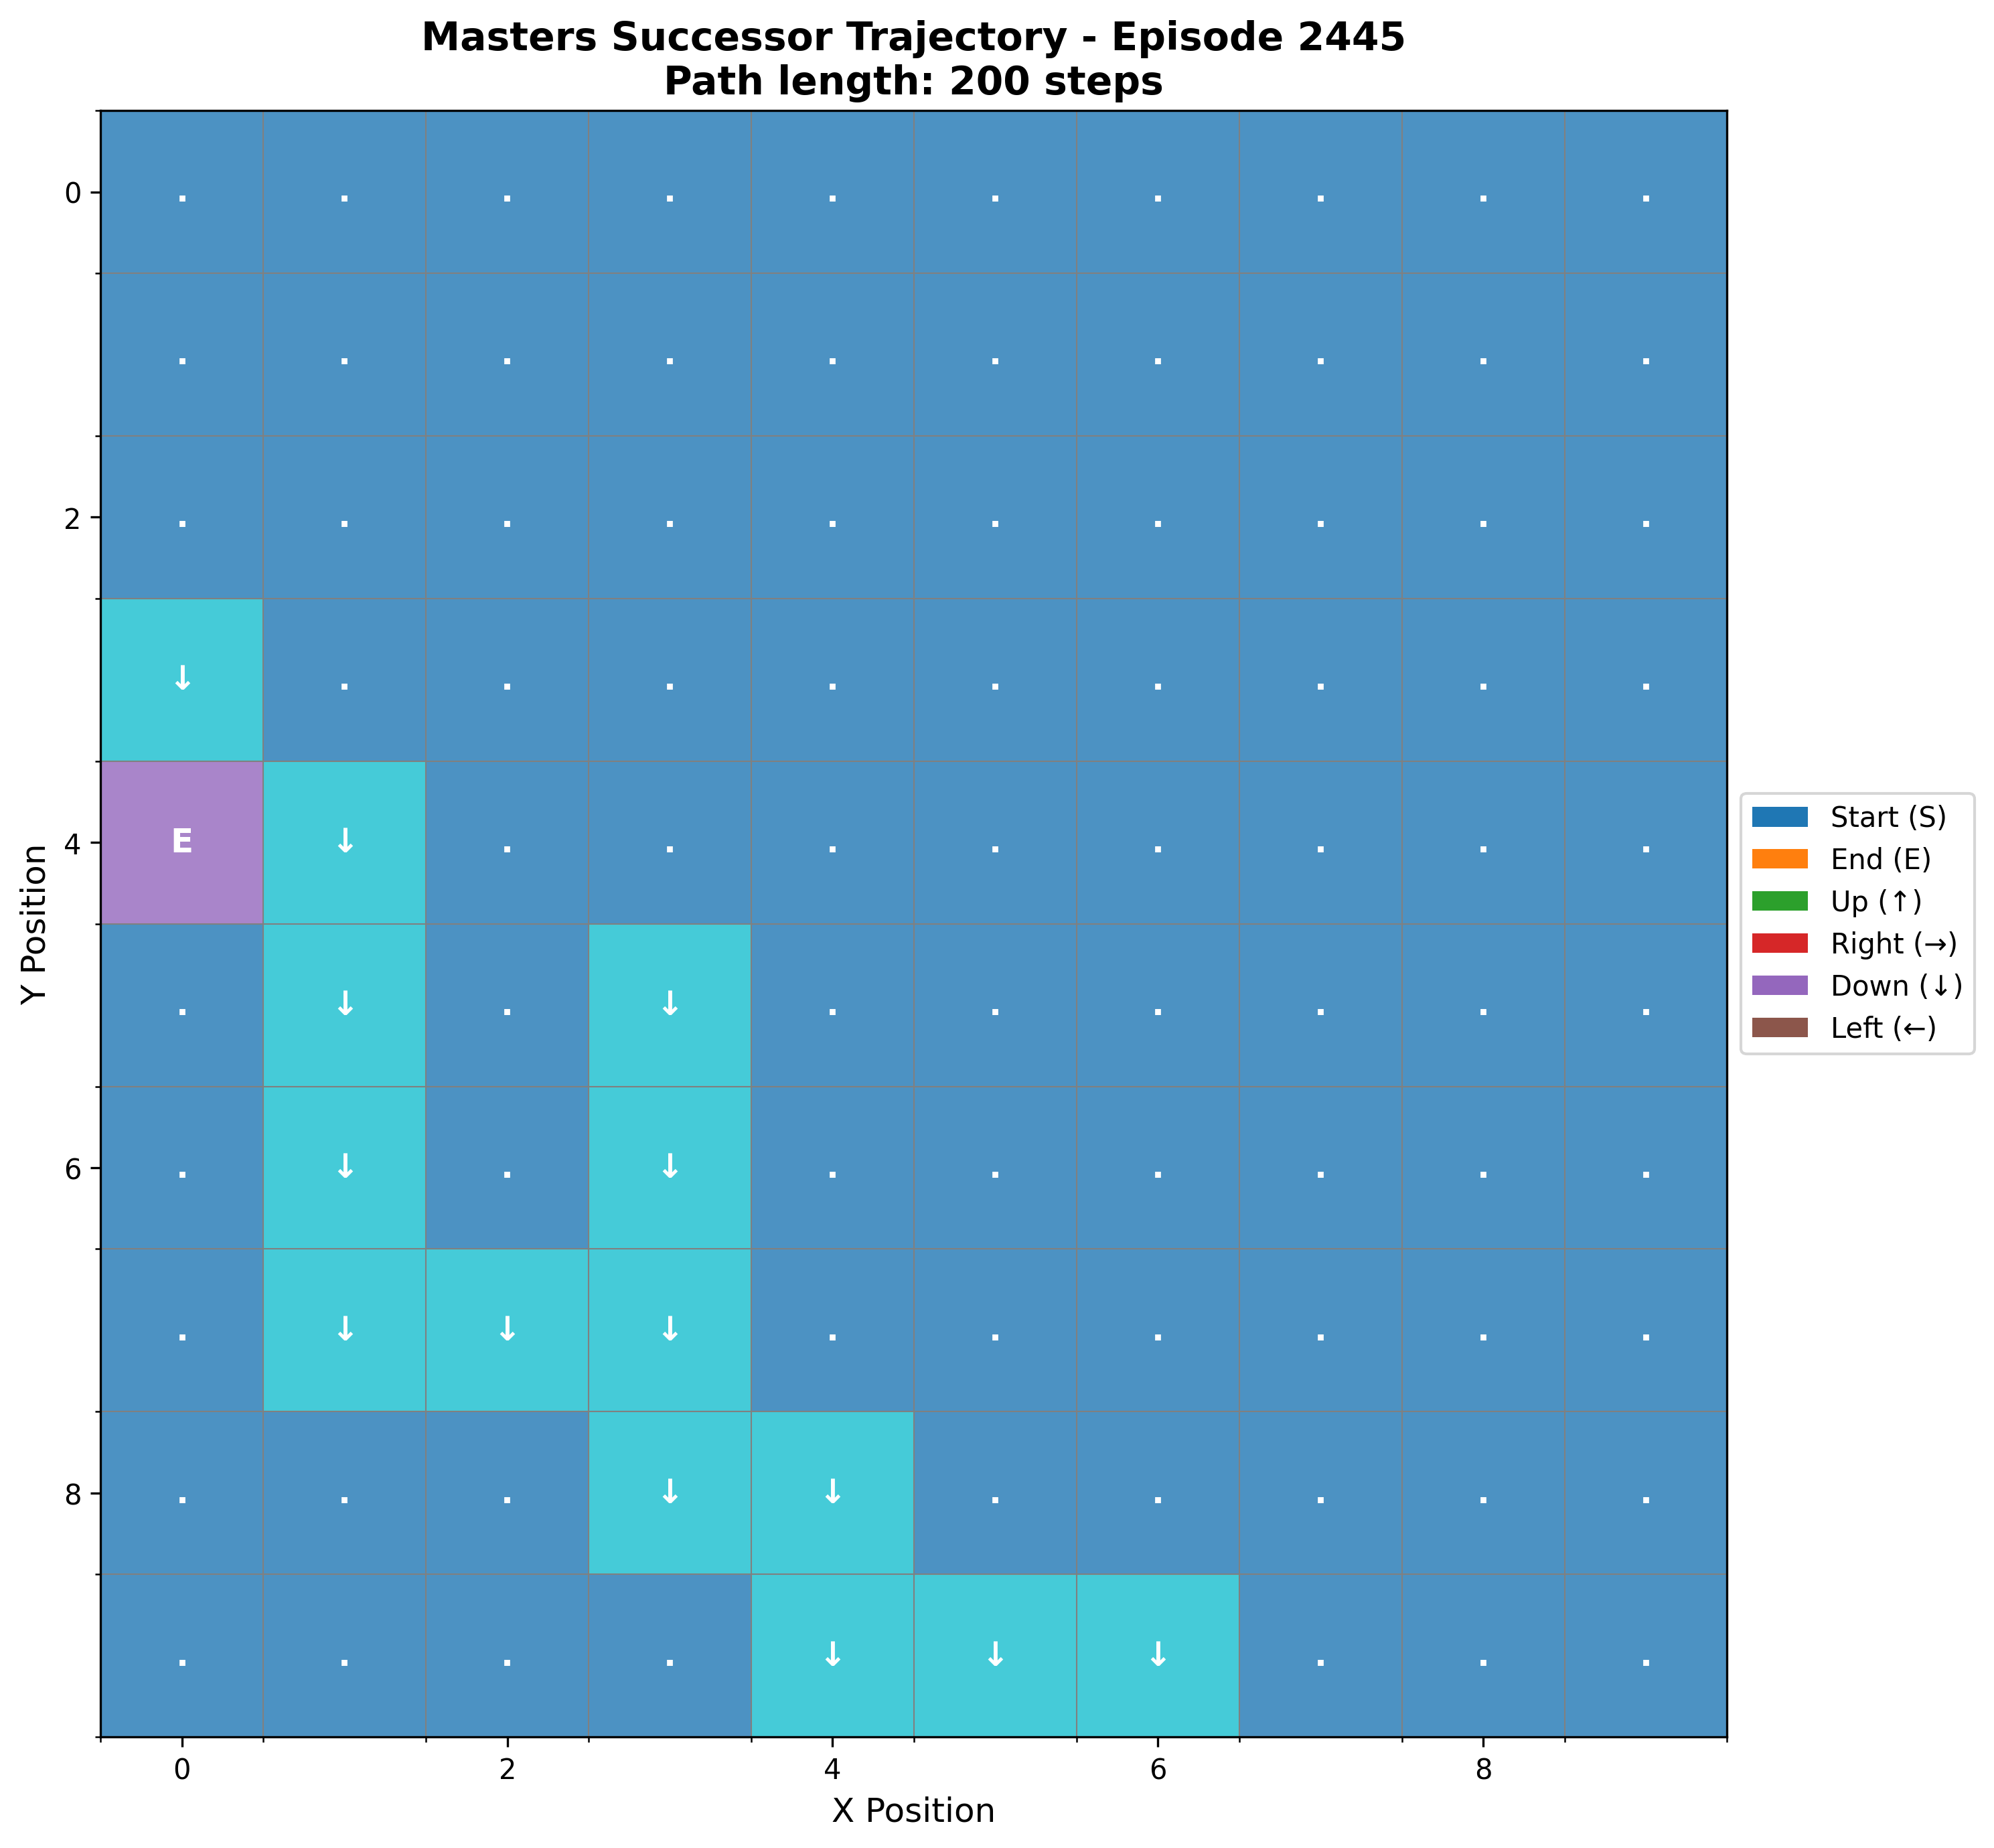 Masters Successor Trajectory - Episode 2445
Path length: 200 steps
0 . . . . . . . . . .
. . . . . . . . . .
2 . . . . . . . . . .
↓ . . . . . . . . .
4 E ↓ . . . . . . . .
. ↓ . ↓ . . . . . .
6 . ↓ . ↓ . . . . . .
. ↓ ↓ ↓ . . . . . .
8 . . . ↓ ↓ . . . . .
. . . . ↓ ↓ ↓ . . .
0 2 4 6 8
X Position
Y Position
Start (S)
End (E)
Up (↑)
Right (→)
Down (↓)
Left (←)